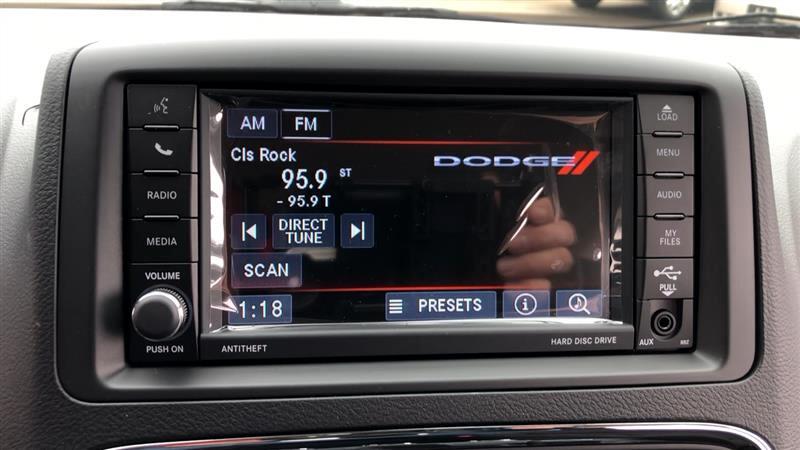 AM FM
Cls Rock
DODGE
95.9 ST
- 95.9 T
DIRECT
TUNE
SCAN
1:18
PRESETS
RADIO
MEDIA
VOLUME
PUSH ON
ANTITHEFT
HARD DISC DRIVE
LOAD
MENU
AUDIO
MY
FILES
PULL
AUX